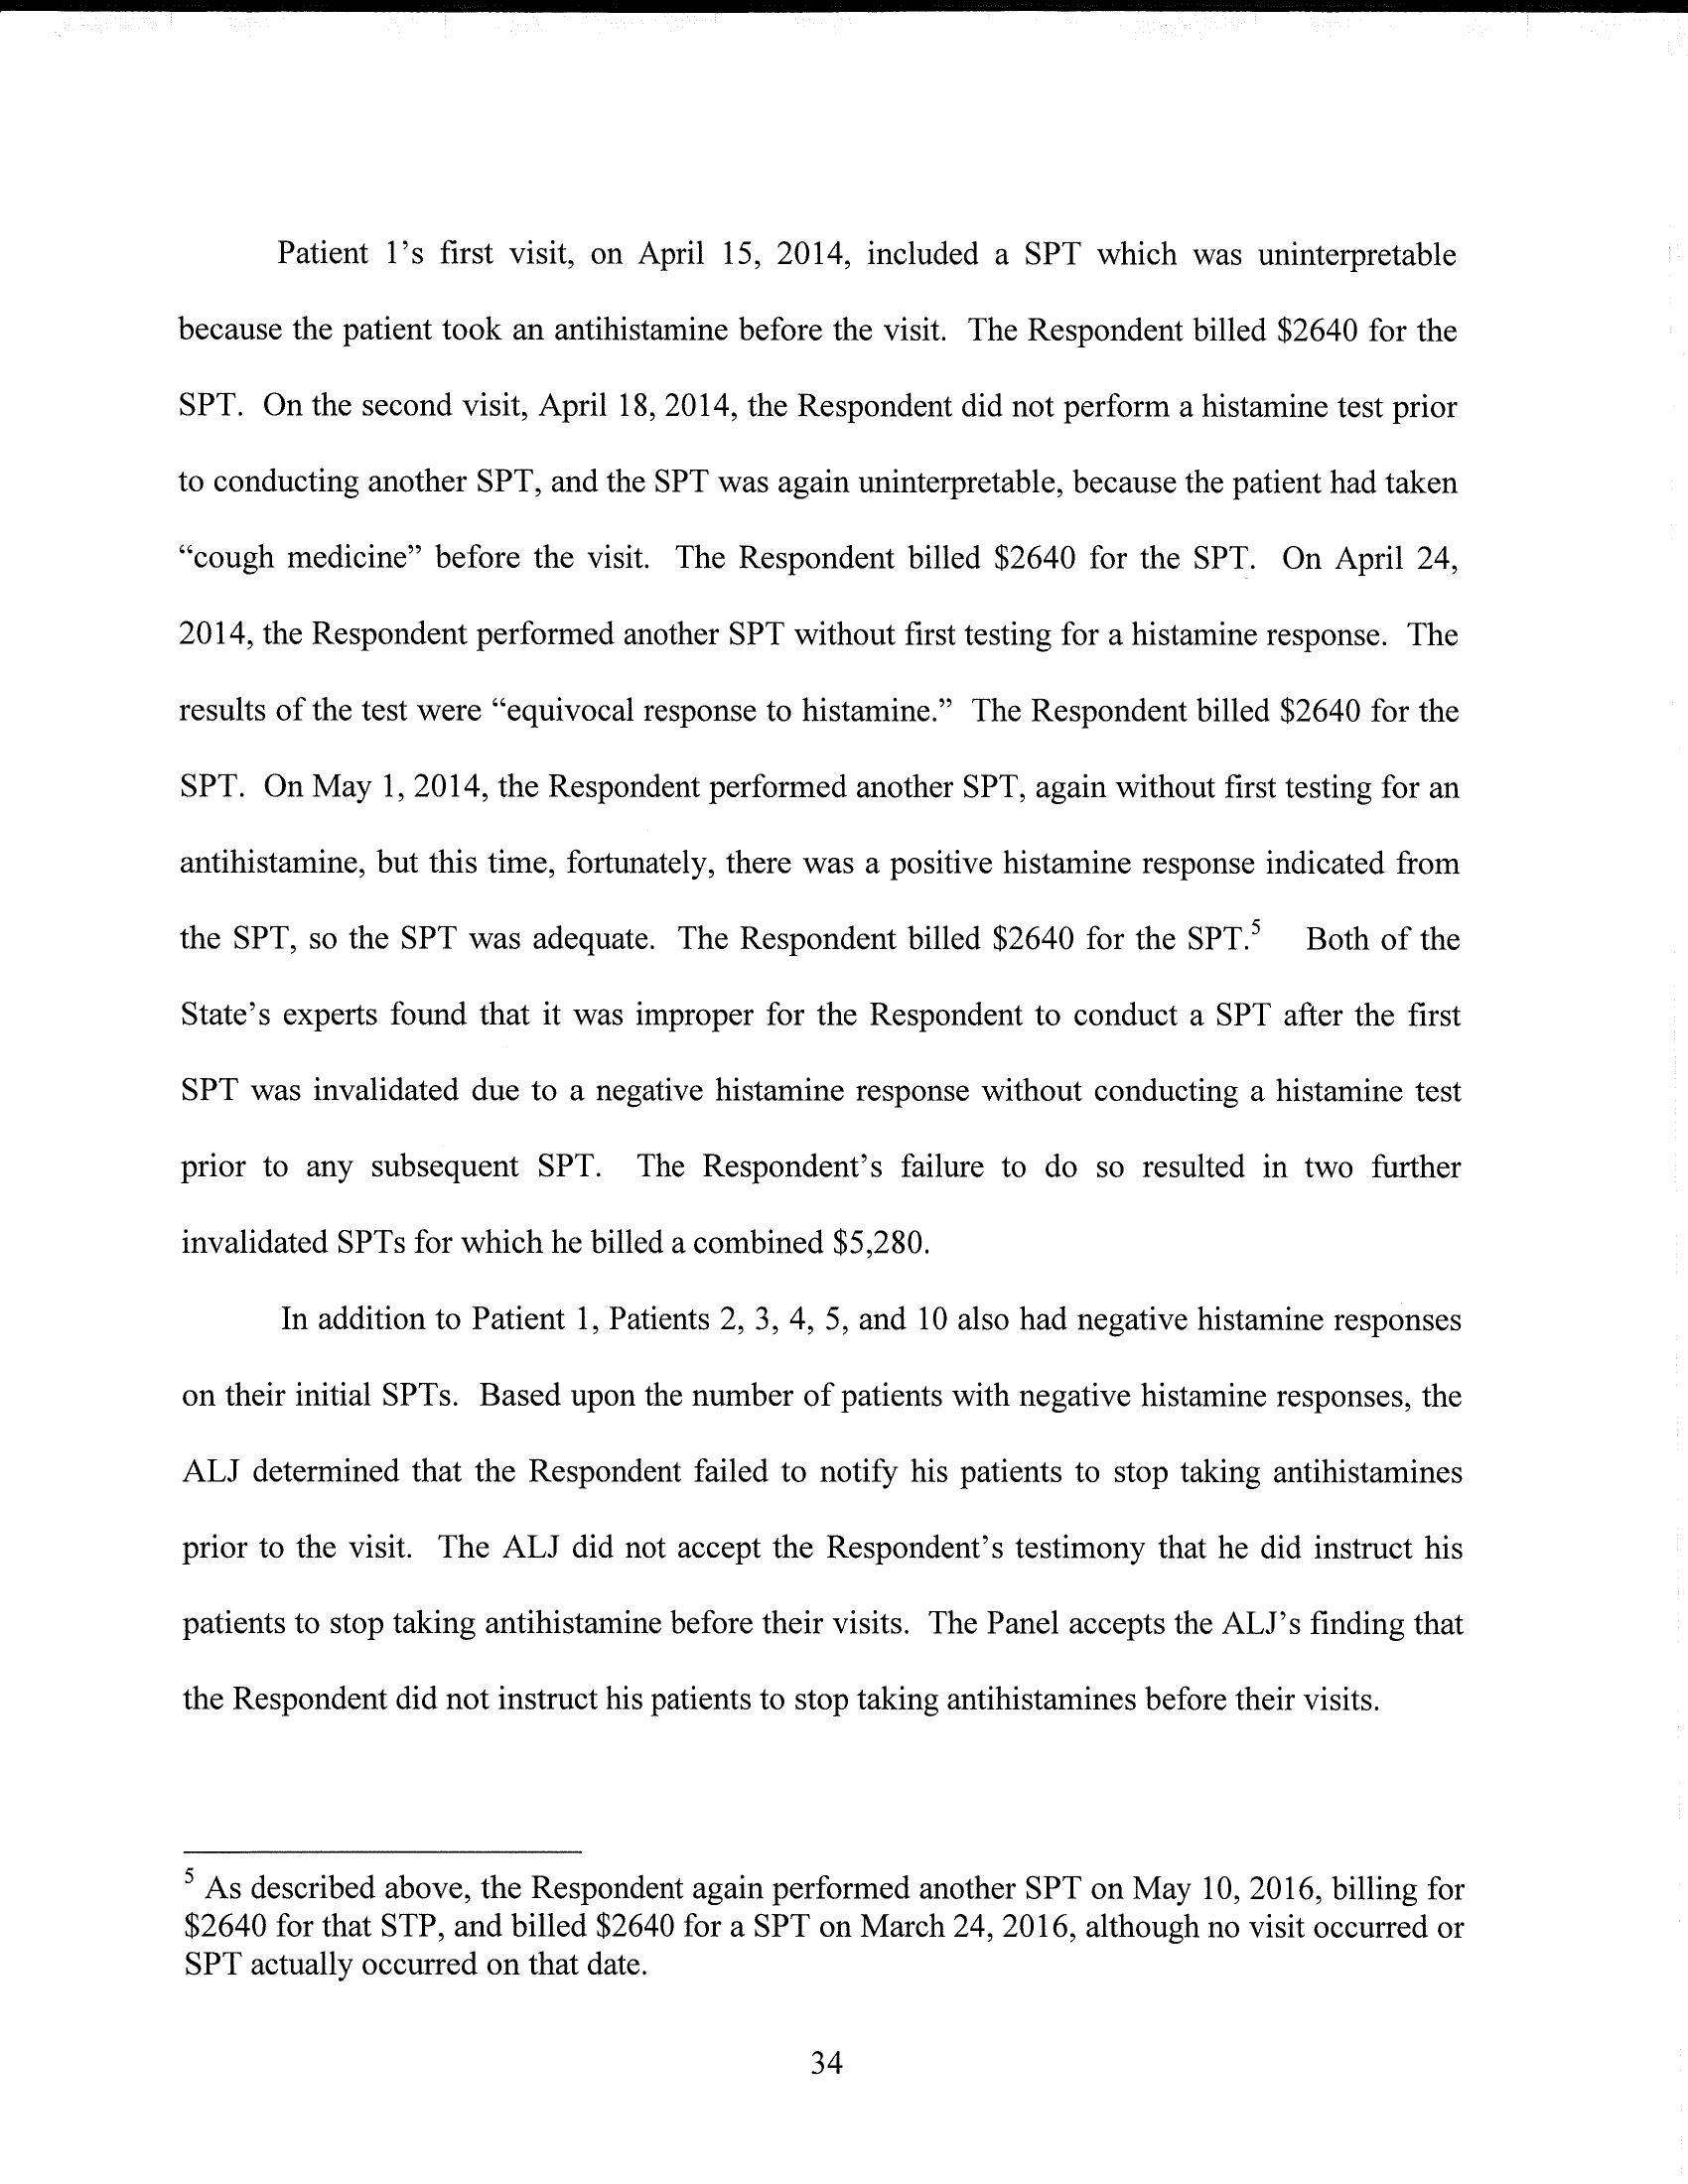 Patient 1’s first visit, on April 15, 2014, included a SPT which was uninterpretable
because the patient took an antihistamine before the visit. The Respondent billed $2640 for the
SPT. On the second visit, April 18, 2014, the Respondent did not perform a histamine test prior
to conducting another SPT, and the SPT was again uninterpretable, because the patient had taken
“cough medicine” before the visit. The Respondent billed $2640 for the SPT. On April 24,
2014, the Respondent performed another SPT without first testing for a histamine response. The
results of the test were “equivocal response to histamine.” The Respondent billed $2640 for the
SPT. On May 1, 2014, the Respondent performed another SPT, again without first testing for an
antihistamine, but this time, fortunately, there was a positive histamine response indicated from
the SPT, so the SPT was adequate. The Respondent billed $2640 for the SPT.5 Both of the
State’s experts found that it was improper for the Respondent to conduct a SPT after the first
SPT was invalidated due to a negative histamine response without conducting a histamine test
prior to any subsequent SPT. The Respondent’s failure to do so resulted in two further
invalidated SPTs for which he billed a combined $5,280.
In addition to Patient 1, Patients 2, 3, 4, 5, and 10 also had negative histamine responses
on their initial SPTs. Based upon the number of patients with negative histamine responses, the
ALJ determined that the Respondent failed to notify his patients to stop taking antihistamines
prior to the visit. The ALJ did not accept the Respondent’s testimony that he did instruct his
patients to stop taking antihistamine before their visits. The Panel accepts the ALJ’s finding that
the Respondent did not instruct his patients to stop taking antihistamines before their visits.
5 As described above, the Respondent again performed another SPT on May 10, 2016, billing for
$2640 for that STP, and billed $2640 for a SPT on March 24, 2016, although no visit occurred or
SPT actually occurred on that date.
34